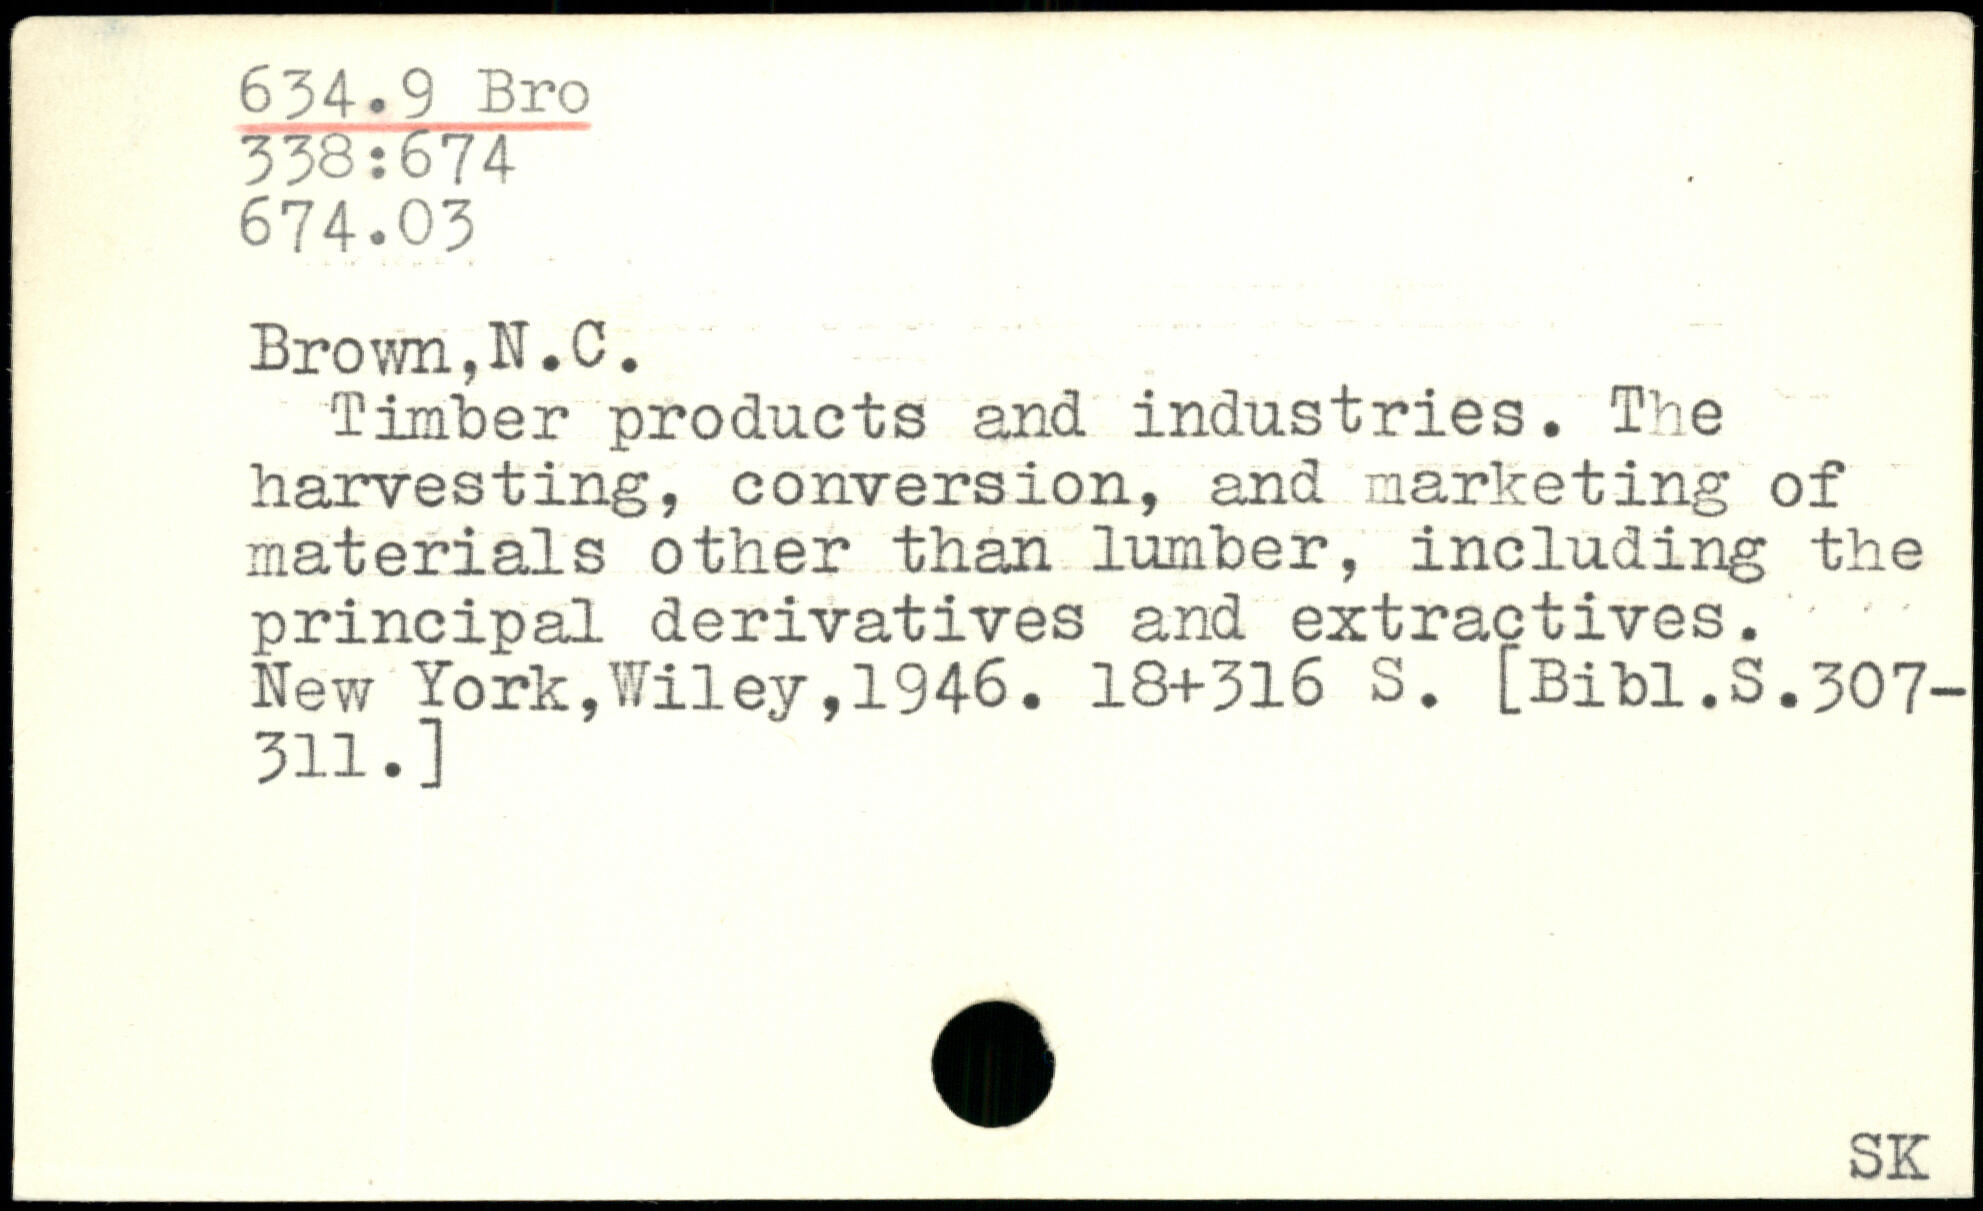 634.9 Bro
338:674
674.03
Brown,N.C.
Timber products and industries. The
harvesting, conversion, and marketing of
materials other than lumber, including the
principal derivatives and extractives.
New York,Wiley,1946. 18+316 S. [Bibl.S.307-
311.]
SK